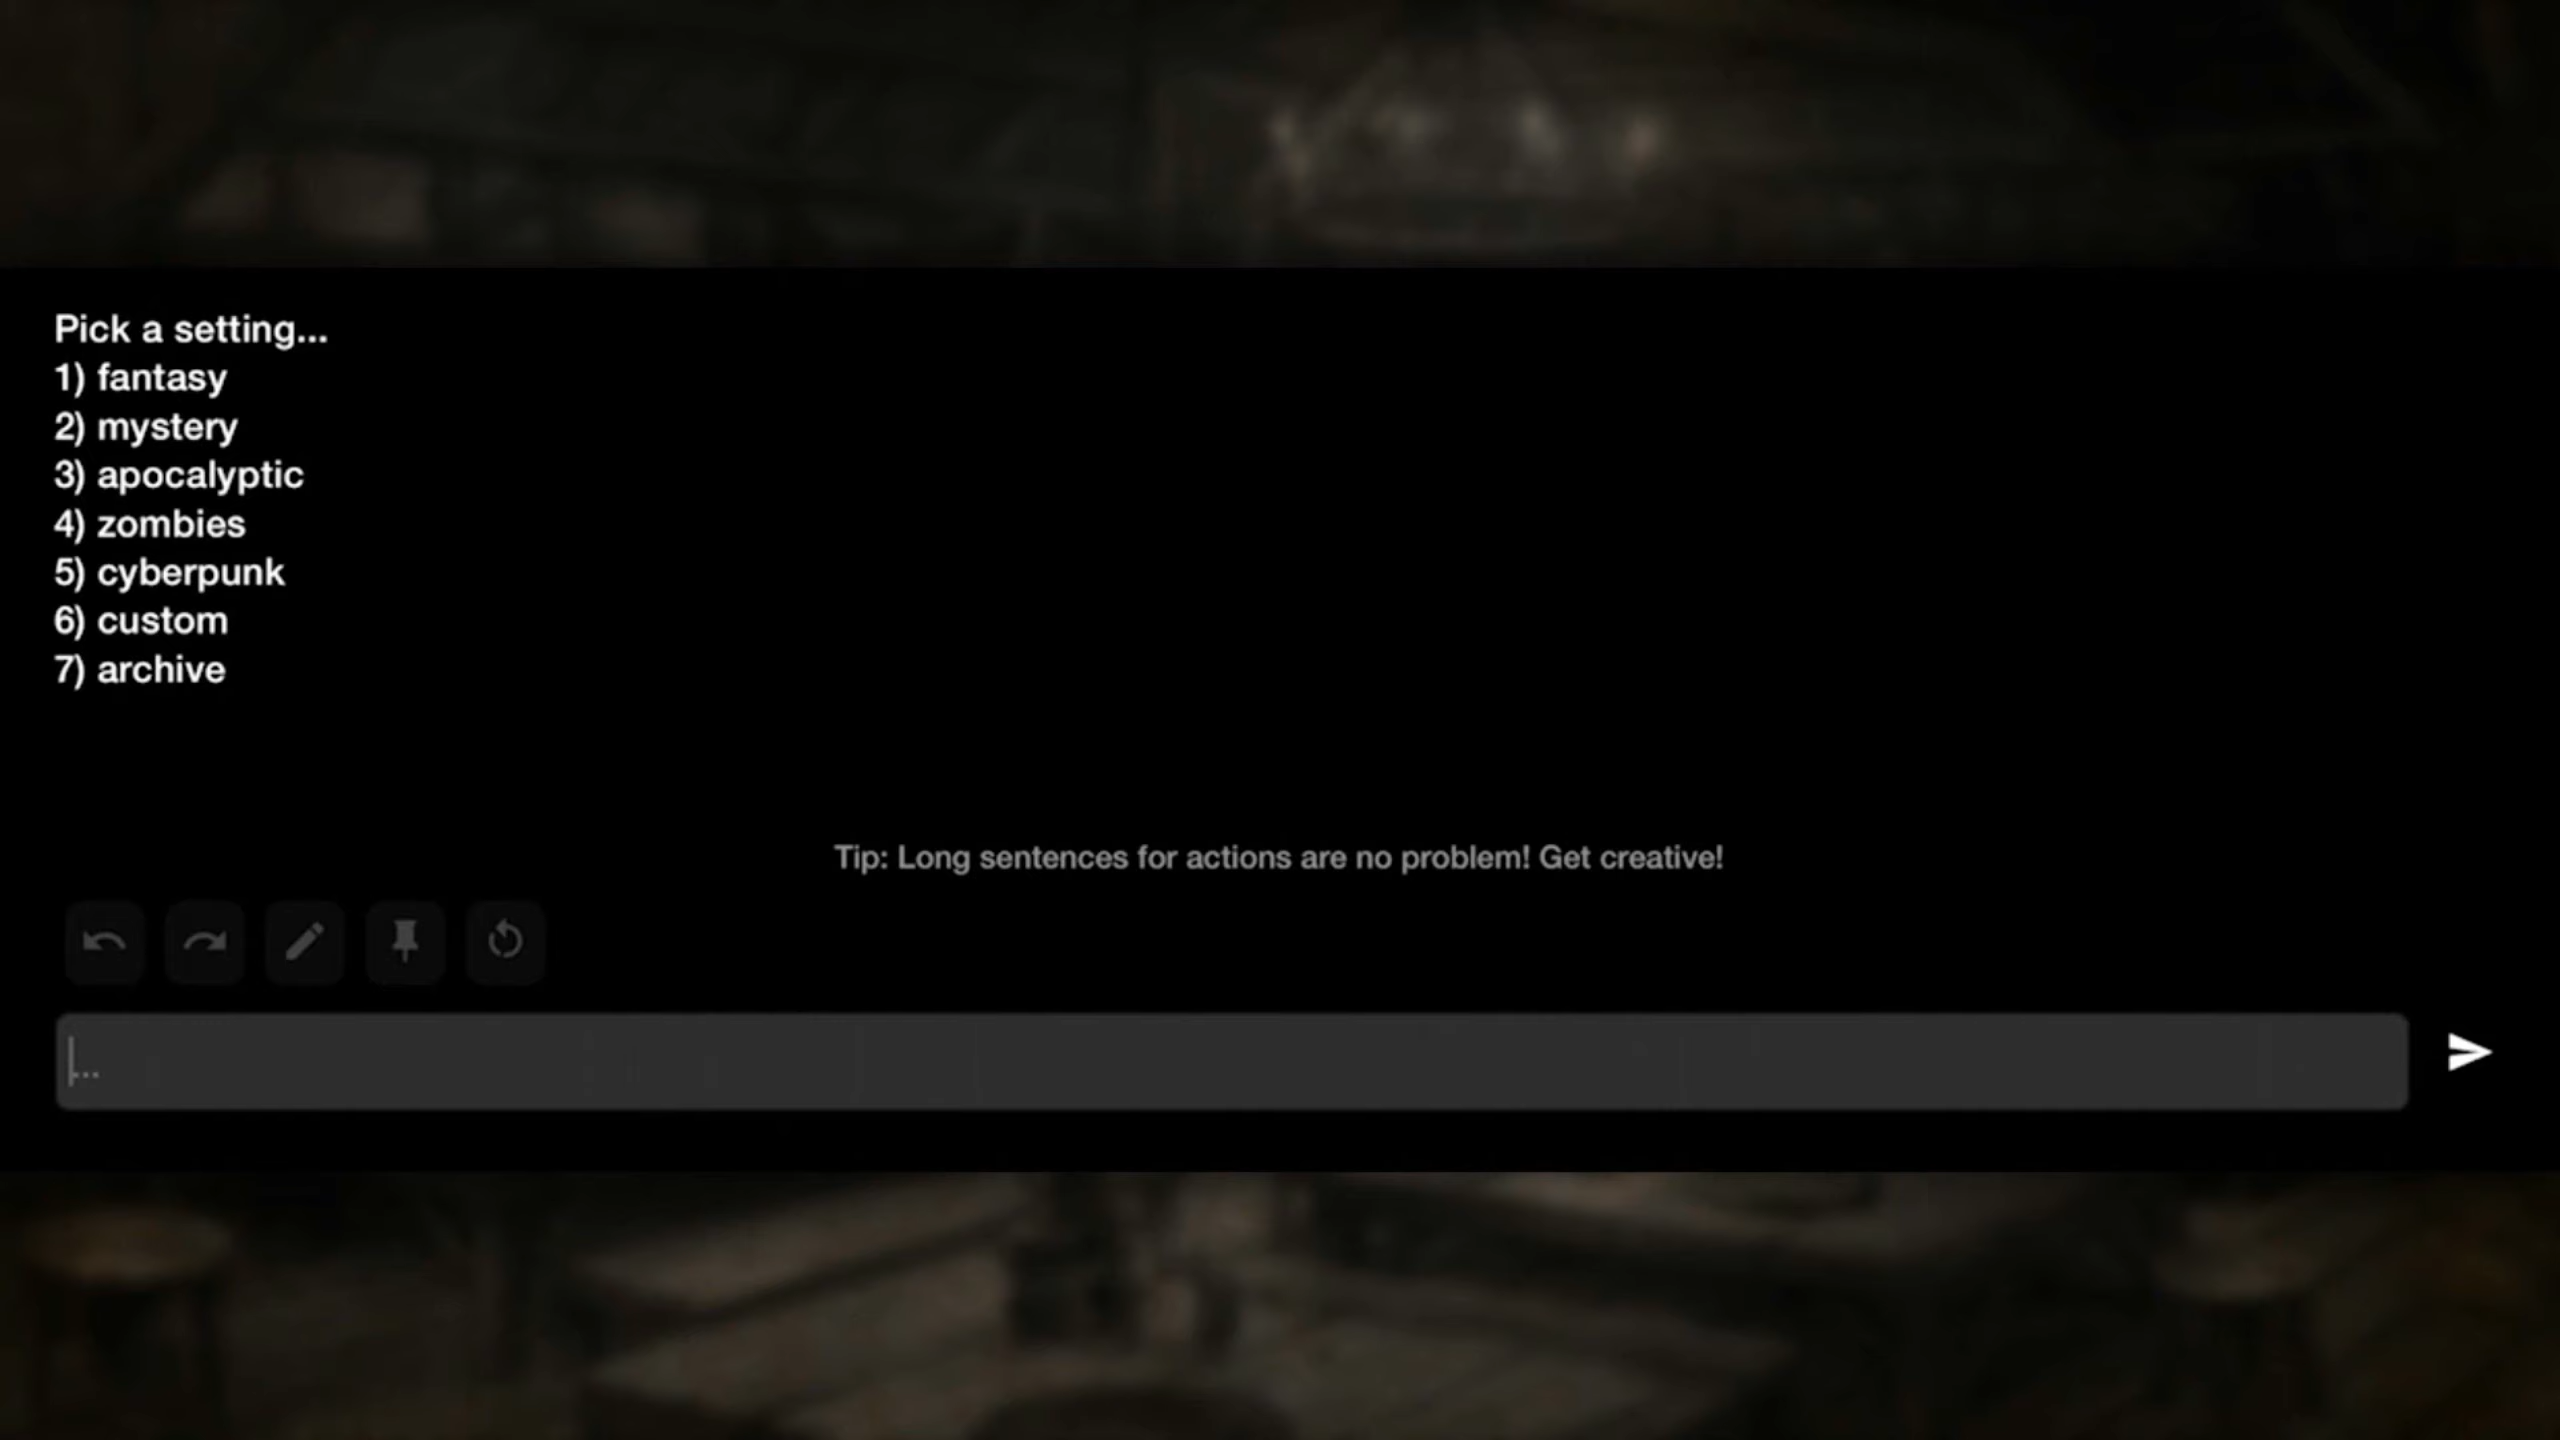 Pick a setting...
1) fantasy
2) mystery
3) apocalyptic
4) zombies
5) cyberpunk
6) custom
7) archive
Tip: Long sentences for actions are no problem! Get creative!
...